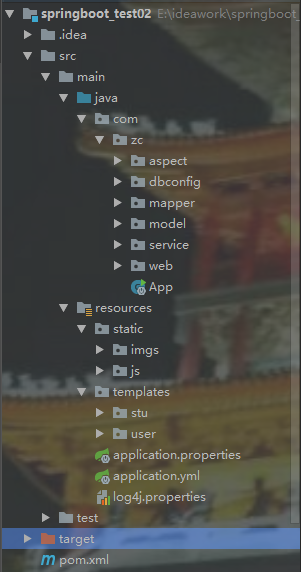 springboot_test02 E:\ideawork\springboot_
.idea
src
main
java
com
zc
aspect
dbconfig
mapper
model
service
web
App
resources
static
imgs
js
templates
stu
user
application.properties
application.yml
log4j.properties
test
target
pom.xml